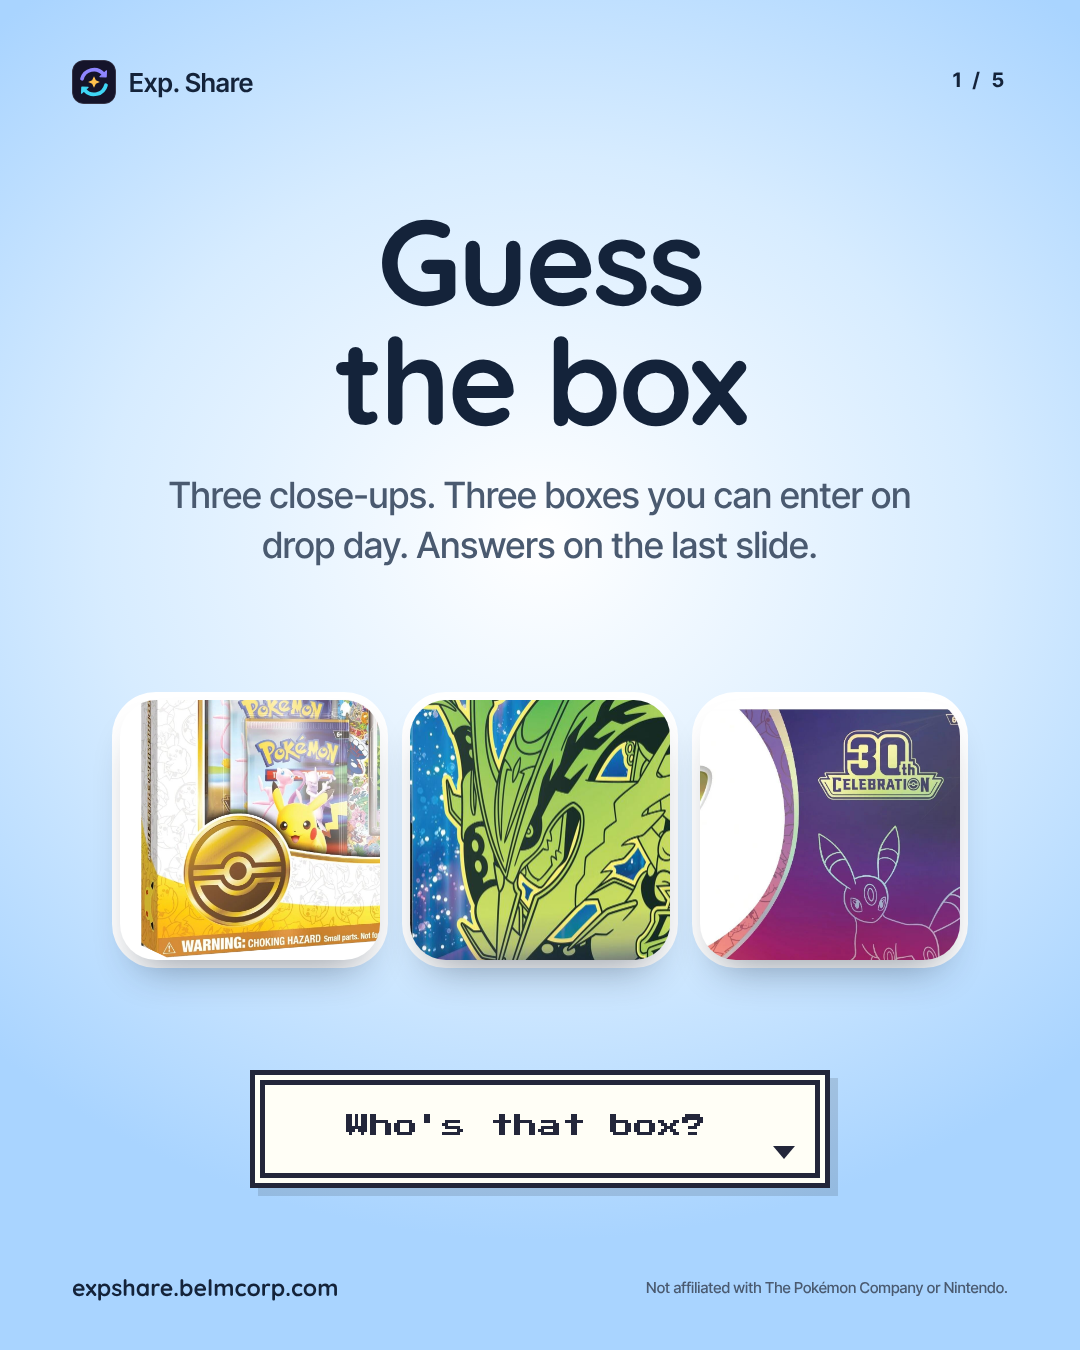 Exp. Share
1 / 5
Guess
the box
Three close-ups. Three boxes you can enter on
drop day. Answers on the last slide.
POKÉMON
POKÉMON
WARNING: CHOKING HAZARD Small parts. Not fo
30th
CELEBRATION
Who's that box?
expshare.belmcorp.com
Not affiliated with The Pokémon Company or Nintendo.